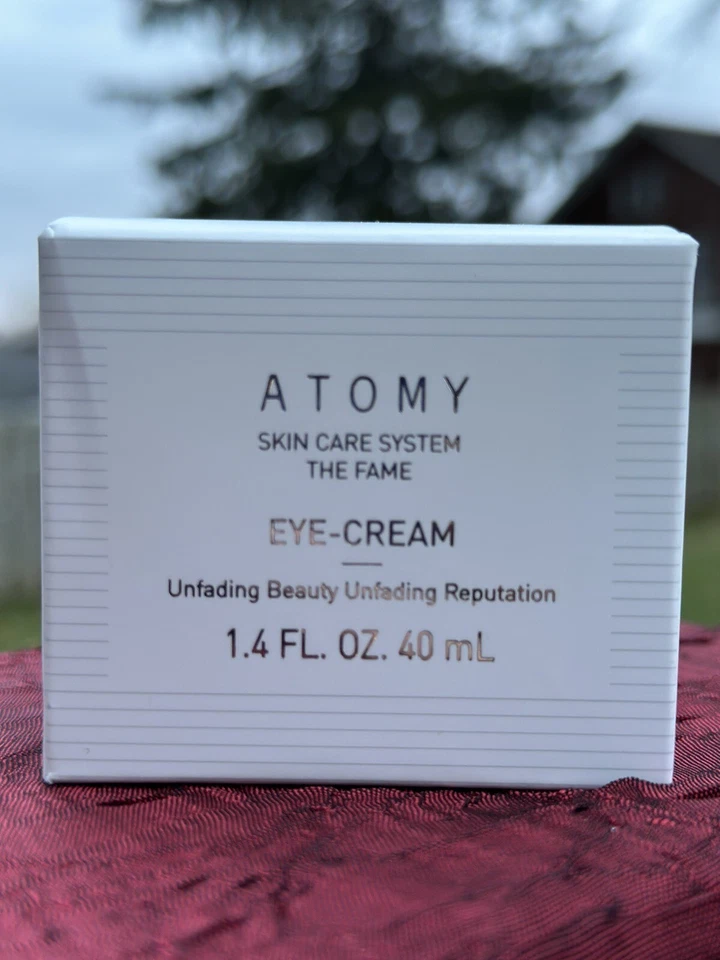 ATOMY
SKIN CARE SYSTEM
THE FAME
EYE-CREAM
Unfading Beauty Unfading Reputation
1.4 FL. OZ. 40 mL